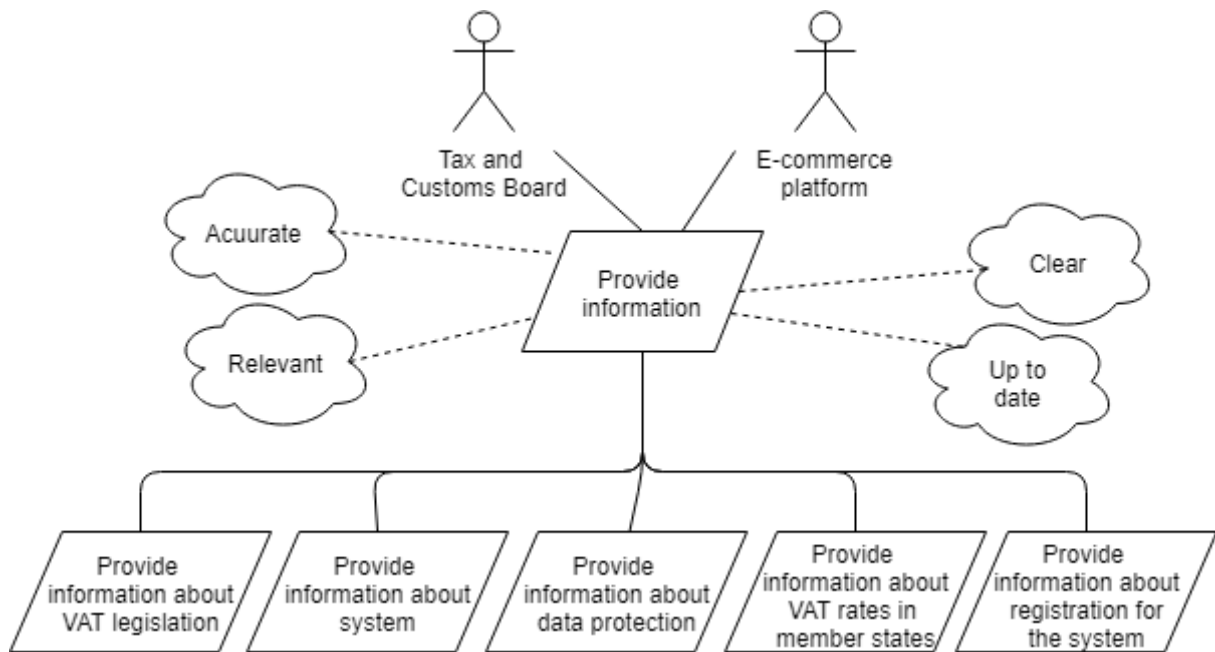 Tax and
Customs Board
E-commerce
platform
Acuurate
Relevant
Provide
information
Clear
Up to
date
Provide
information about
VAT legislation
Provide
information about
system
Provide
information about
data protection
Provide
information about
VAT rates in
member states
Provide
information about
registration for
the system